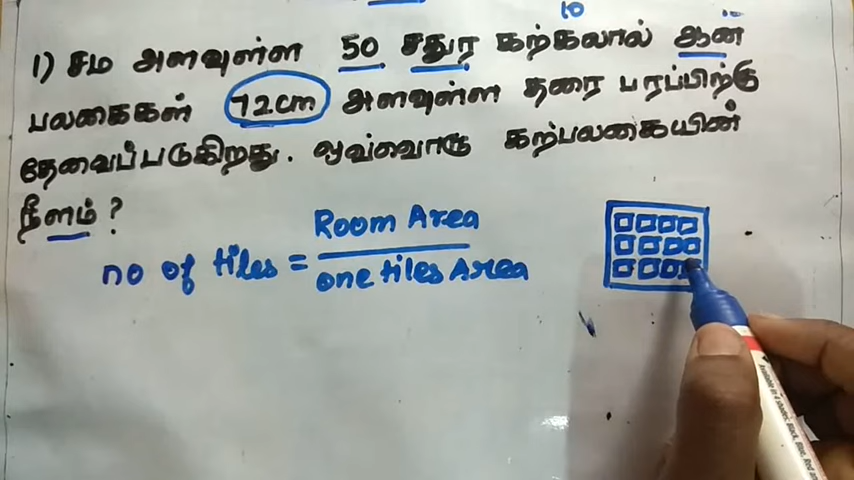 10
1) சம அளவுள்ள 50 சதுர கற்களால் ஆன்
பலகைகள் 72cm அளவுள்ள தரை பரப்பிற்கு
தேவைப்படுகிறது. ஒவ்வொரு கற்பலகையின்
நீளம் ?
no of tiles = Room Area
one tiles Area